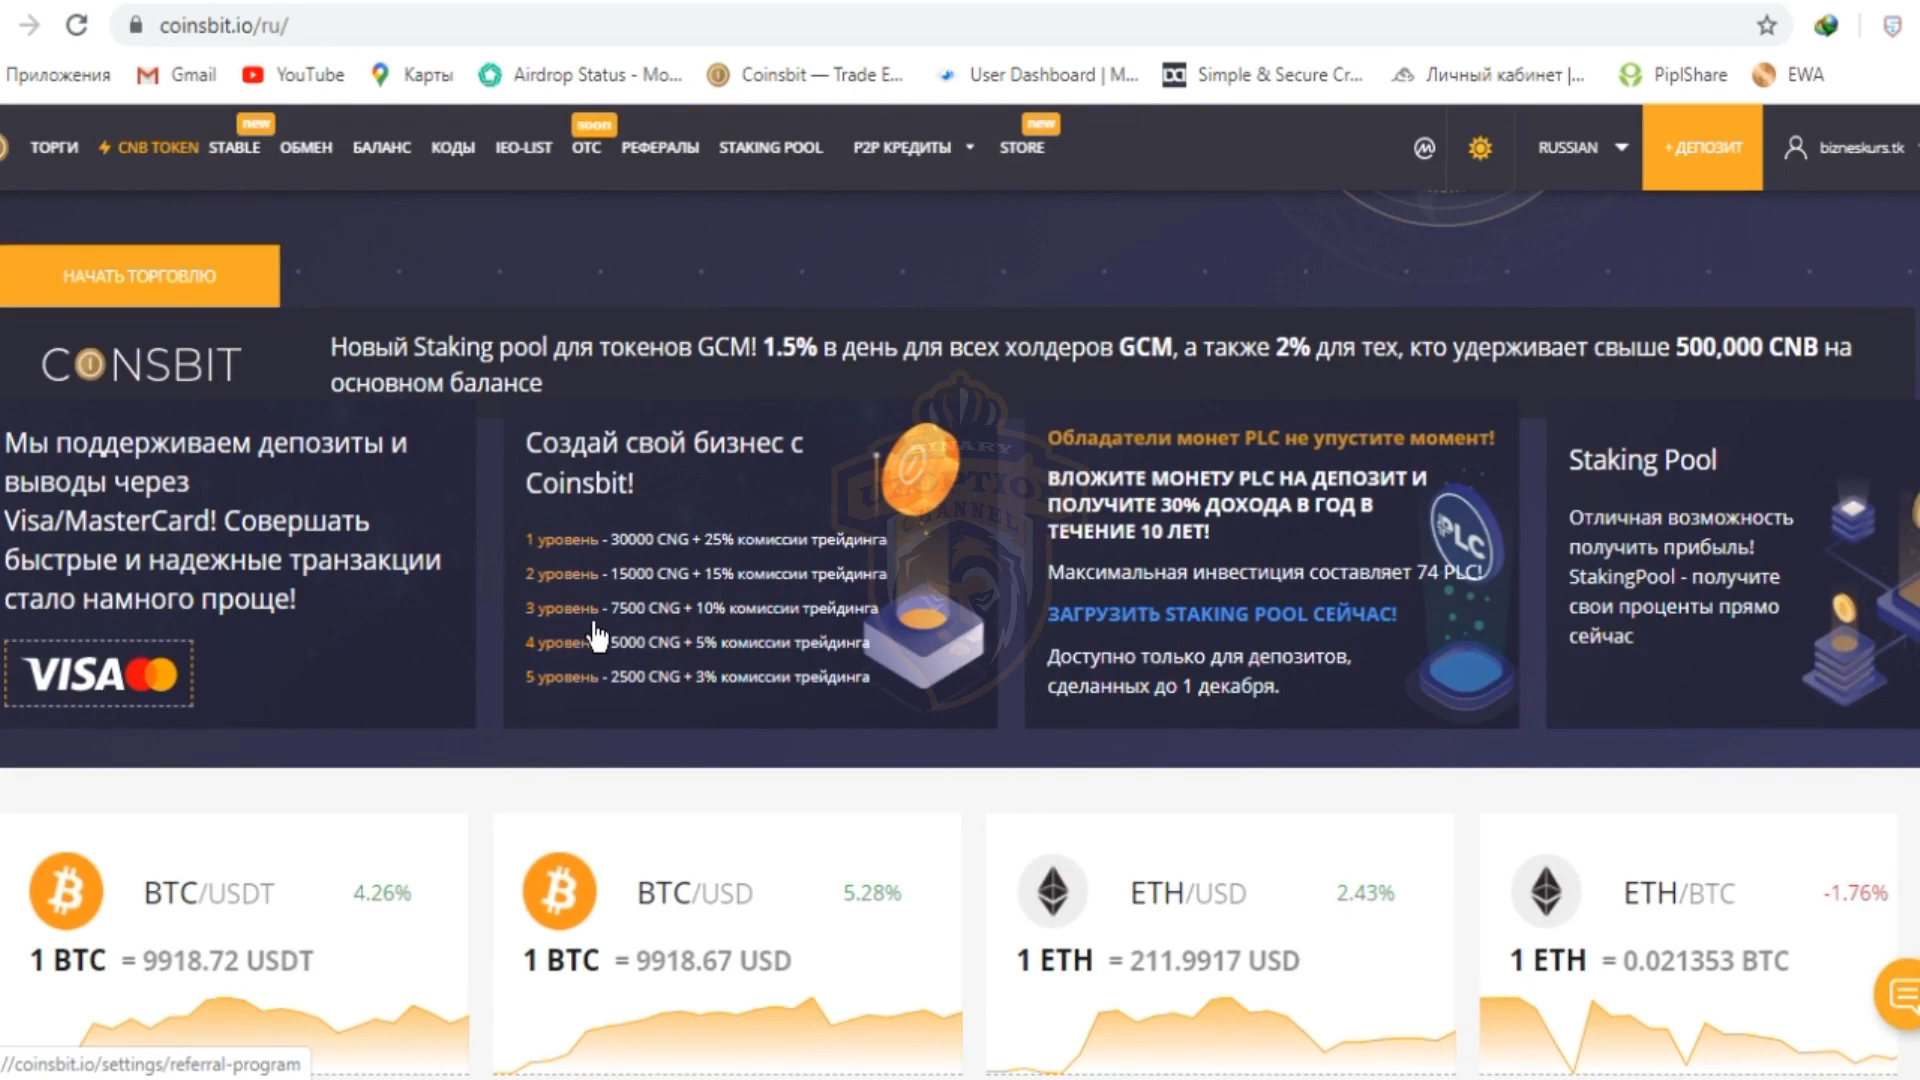 coinsbit.io/ru/
Приложения Gmail YouTube Карты Airdrop Status - Mo... Coinsbit — Trade E... User Dashboard | M... Simple & Secure Cr... Личный кабинет |... PiplShare EWA
new soon new
ТОРГИ CNB TOKEN STABLE ОБМЕН БАЛАНС КОДЫ IEO-LIST OTC РЕФЕРАЛЫ STAKING POOL P2P КРЕДИТЫ STORE RUSSIAN + ДЕПОЗИТ bizneskurs.tk
НАЧАТЬ ТОРГОВЛЮ
COINSBIT
Новый Staking pool для токенов GCM! 1.5% в день для всех холдеров GCM, а также 2% для тех, кто удерживает свыше 500,000 CNB на
основном балансе
Мы поддерживаем депозиты и
выводы через
Visa/MasterCard! Совершать
быстрые и надежные транзакции
стало намного проще!
VISA
Создай свой бизнес с
Coinsbit!
1 уровень - 30000 CNG + 25% комиссии трейдинга
2 уровень - 15000 CNG + 15% комиссии трейдинга
3 уровень - 7500 CNG + 10% комиссии трейдинга
4 уровень 5000 CNG + 5% комиссии трейдинга
5 уровень - 2500 CNG + 3% комиссии трейдинга
BINARY
UZOPTION
CHANNEL
Обладатели монет PLC не упустите момент!
ВЛОЖИТЕ МОНЕТУ PLC НА ДЕПОЗИТ И
ПОЛУЧИТЕ 30% ДОХОДА В ГОД В
ТЕЧЕНИЕ 10 ЛЕТ!
Максимальная инвестиция составляет 74 PLC!
ЗАГРУЗИТЬ STAKING POOL СЕЙЧАС!
Доступно только для депозитов,
сделанных до 1 декабря.
PLC
Staking Pool
Отличная возможность
получить прибыль!
StakingPool - получите
свои проценты прямо
сейчас
BTC/USDT 4.26%
1 BTC = 9918.72 USDT
BTC/USD 5.28%
1 BTC = 9918.67 USD
ETH/USD 2.43%
1 ETH = 211.9917 USD
ETH/BTC -1.76%
1 ETH = 0.021353 BTC
//coinsbit.io/settings/referral-program